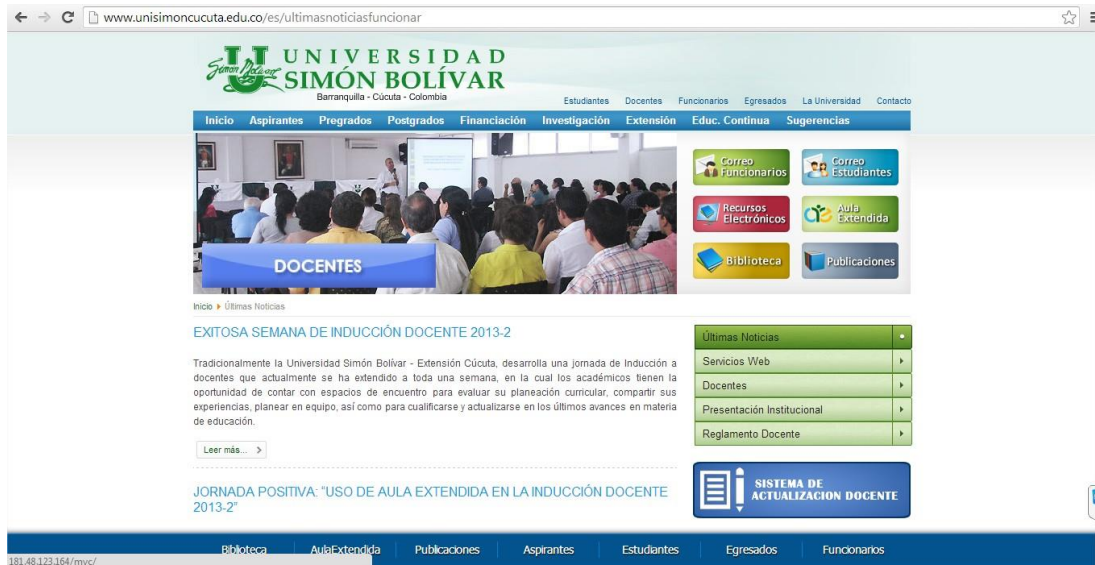 www.unisimoncucuta.edu.co/es/ultimasnoticiasfuncionar
UNIVERSIDAD
SIMÓN BOLÍVAR
Barranquilla - Cúcuta - Colombia
Estudiantes Docentes Funcionarios Egresados La Universidad Contacto
Inicio Aspirantes Pregrados Postgrados Financiación Investigación Extensión Educ. Continua Sugerencias
Correo Funcionarios
Correo Estudiantes
Recursos Electrónicos
Aula Extendida
Biblioteca
Publicaciones
DOCENTES
Inicio Últimas Noticias
EXITOSA SEMANA DE INDUCCIÓN DOCENTE 2013-2
Tradicionalmente la Universidad Simón Bolívar - Extensión Cúcuta, desarrolla una jornada de Inducción a
docentes que actualmente se ha extendido a toda una semana, en la cual los académicos tienen la
oportunidad de contar con espacios de encuentro para evaluar su planeación curricular, compartir sus
experiencias, planear en equipo, así como para cualificarse y actualizarse en los últimos avances en materia
de educación.
Leer más...
JORNADA POSITIVA: "USO DE AULA EXTENDIDA EN LA INDUCCIÓN DOCENTE
2013-2"
Últimas Noticias
Servicios Web
Docentes
Presentación Institucional
Reglamento Docente
SISTEMA DE
ACTUALIZACION DOCENTE
Biblioteca AulaExtendida Publicaciones Aspirantes Estudiantes Egresados Funcionarios
181.48.123.164/mvc/